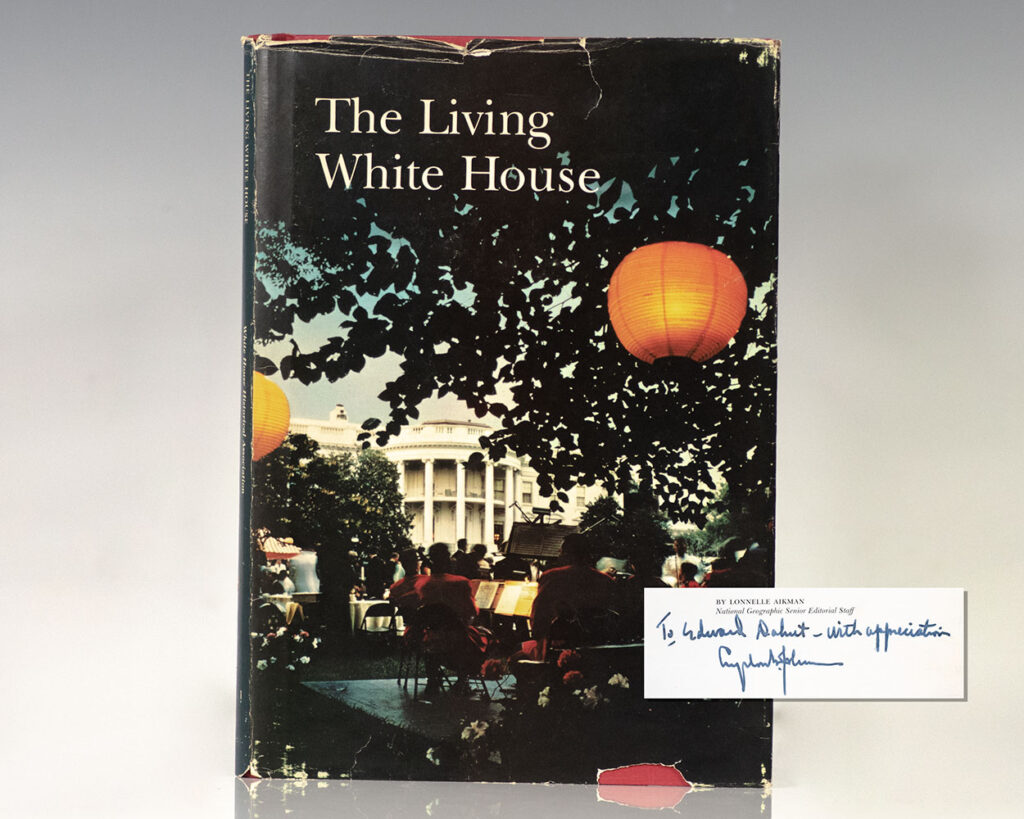 The Living
White House
THE LIVING WHITE HOUSE
White House Historical Association
BY LONNELLE AIKMAN
National Geographic Senior Editorial Staff
To Edward - with appreciation